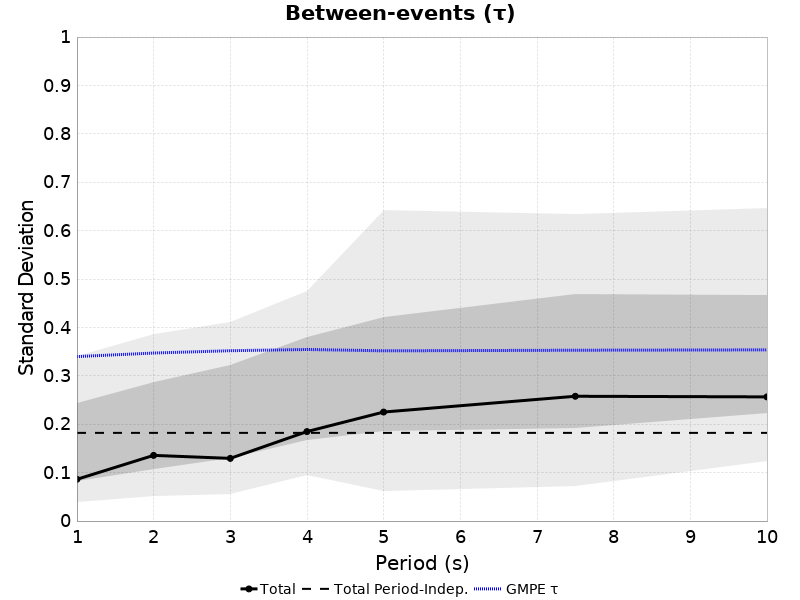 Between-events (τ)
1
0.9
0.8
0.7
0.6
0.5
0.4
0.3
0.2
0.1
0
Standard Deviation
1 2 3 4 5 6 7 8 9 10
Period (s)
Total Total Period-Indep. GMPE τ